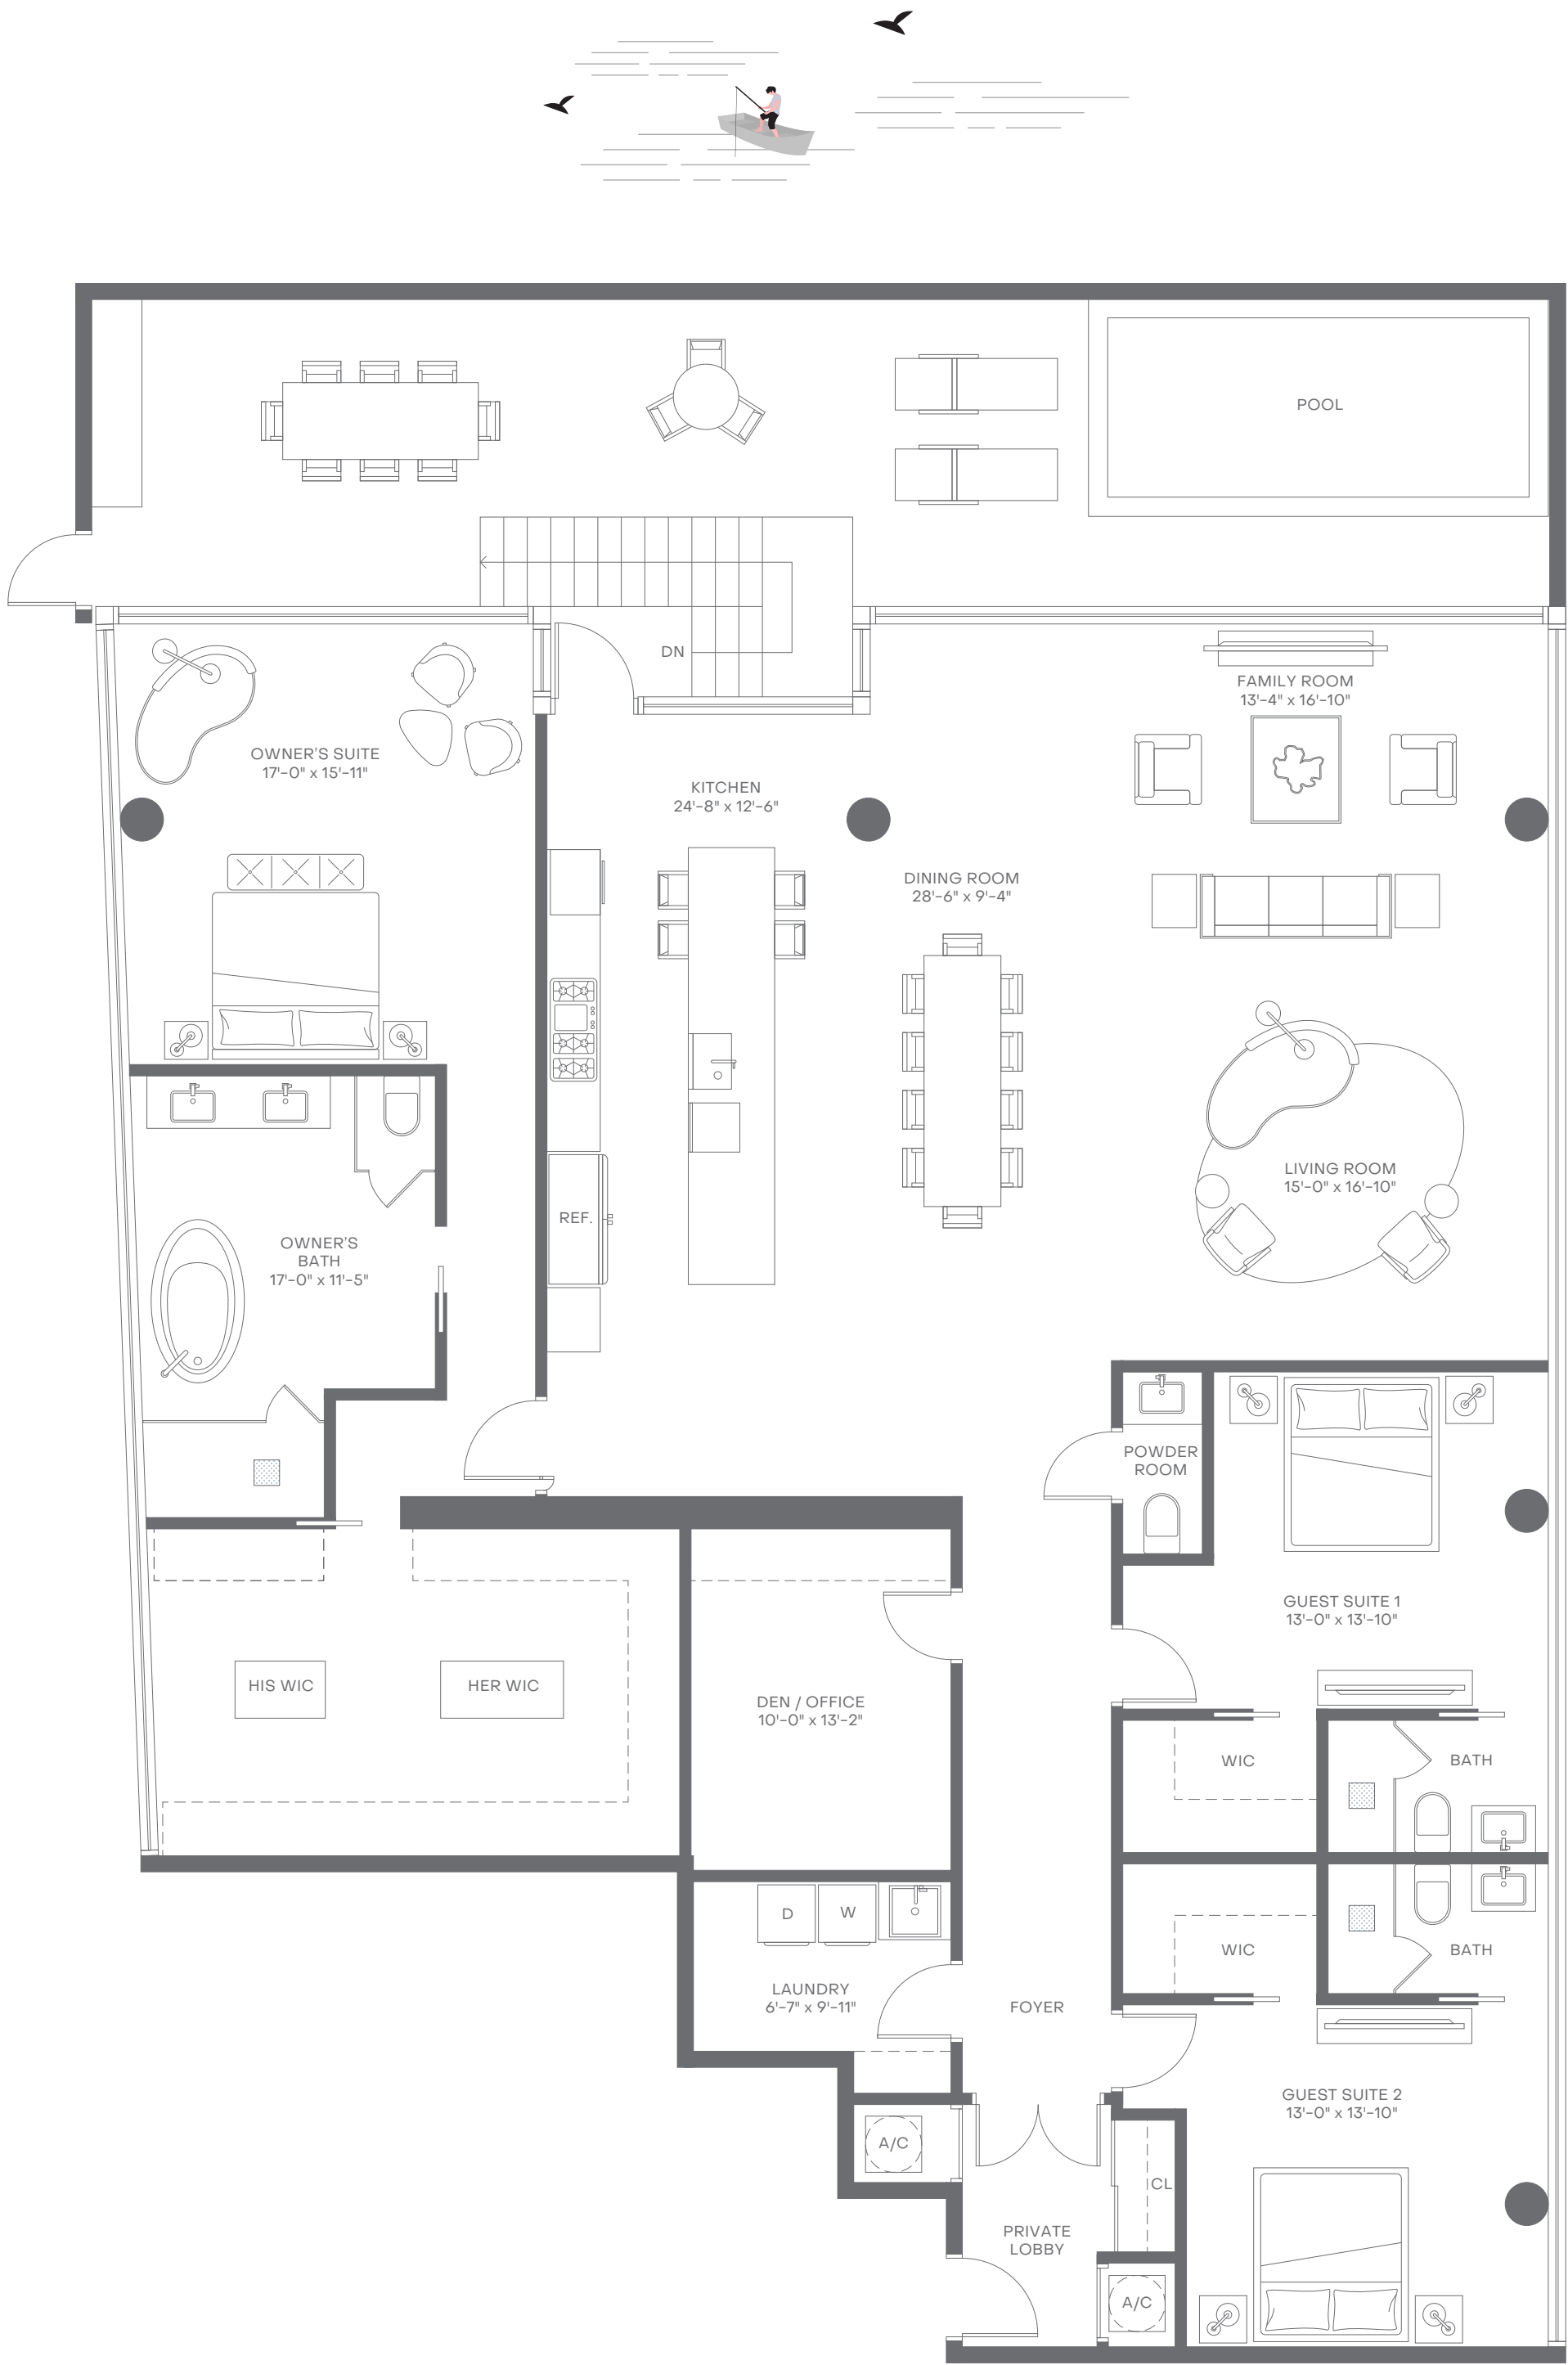 POOL
DN
FAMILY ROOM
13'-4" x 16'-10"
OWNER'S SUITE
17'-0" x 15'-11"
KITCHEN
24'-8" x 12'-6"
DINING ROOM
28'-6" x 9'-4"
LIVING ROOM
15'-0" x 16'-10"
REF.
OWNER'S
BATH
17'-0" x 11'-5"
POWDER
ROOM
GUEST SUITE 1
13'-0" x 13'-10"
HIS WIC
HER WIC
DEN / OFFICE
10'-0" x 13'-2"
WIC
BATH
D
W
WIC
BATH
LAUNDRY
6'-7" x 9'-11"
FOYER
GUEST SUITE 2
13'-0" x 13'-10"
A/C
CL
PRIVATE
LOBBY
A/C